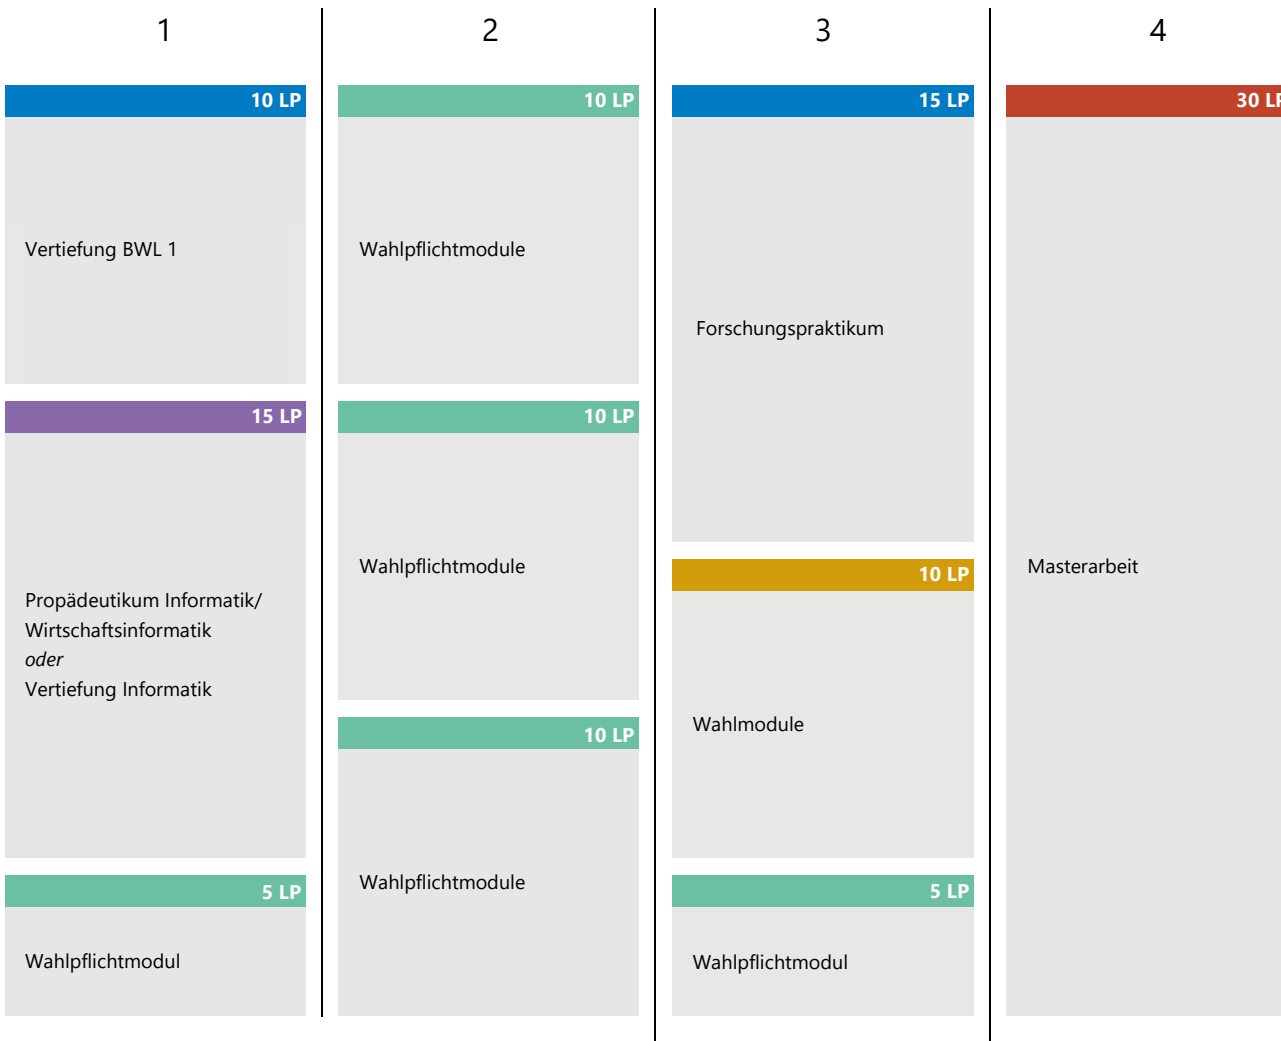 1
10 LP
Vertiefung BWL 1
15 LP
Propädeutikum Informatik/
Wirtschaftsinformatik
oder
Vertiefung Informatik
5 LP
Wahlpflichtmodul
2
10 LP
Wahlpflichtmodule
10 LP
Wahlpflichtmodule
10 LP
Wahlpflichtmodule
3
15 LP
Forschungspraktikum
10 LP
Wahlmodule
5 LP
Wahlpflichtmodul
4
30 LP
Masterarbeit